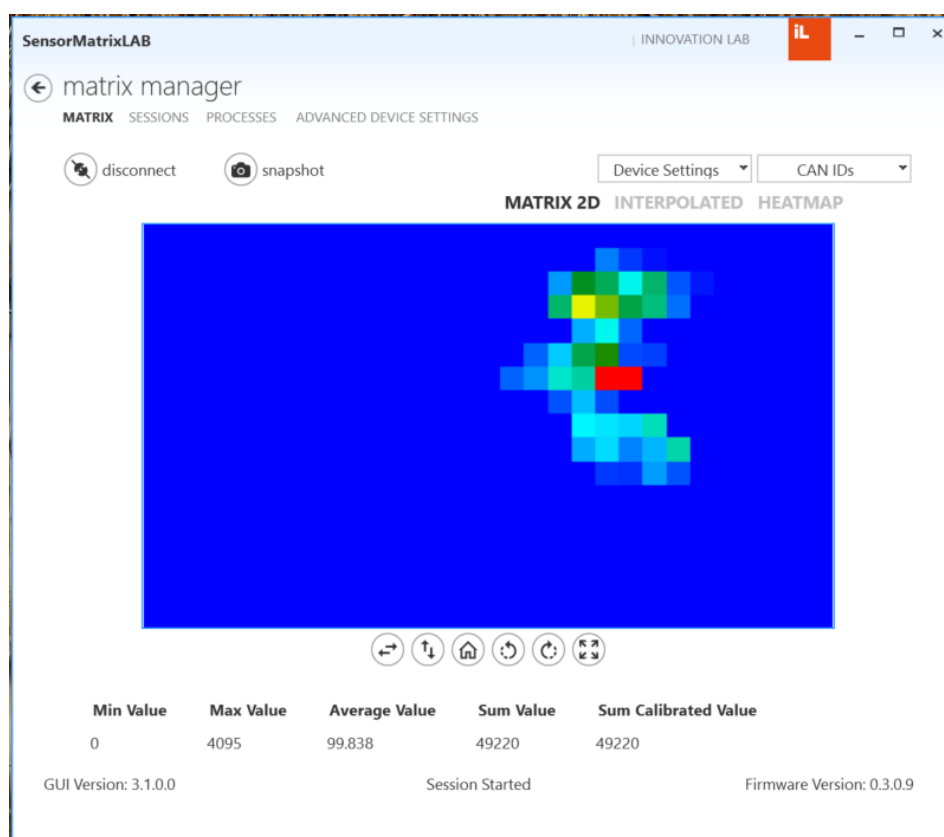 SensorMatrixLAB
| INNOVATION LAB
iL
matrix manager
MATRIX SESSIONS PROCESSES ADVANCED DEVICE SETTINGS
disconnect snapshot Device Settings CAN IDs
MATRIX 2D INTERPOLATED HEATMAP
Min Value Max Value Average Value Sum Value Sum Calibrated Value
0 4095 99.838 49220 49220
GUI Version: 3.1.0.0 Session Started Firmware Version: 0.3.0.9